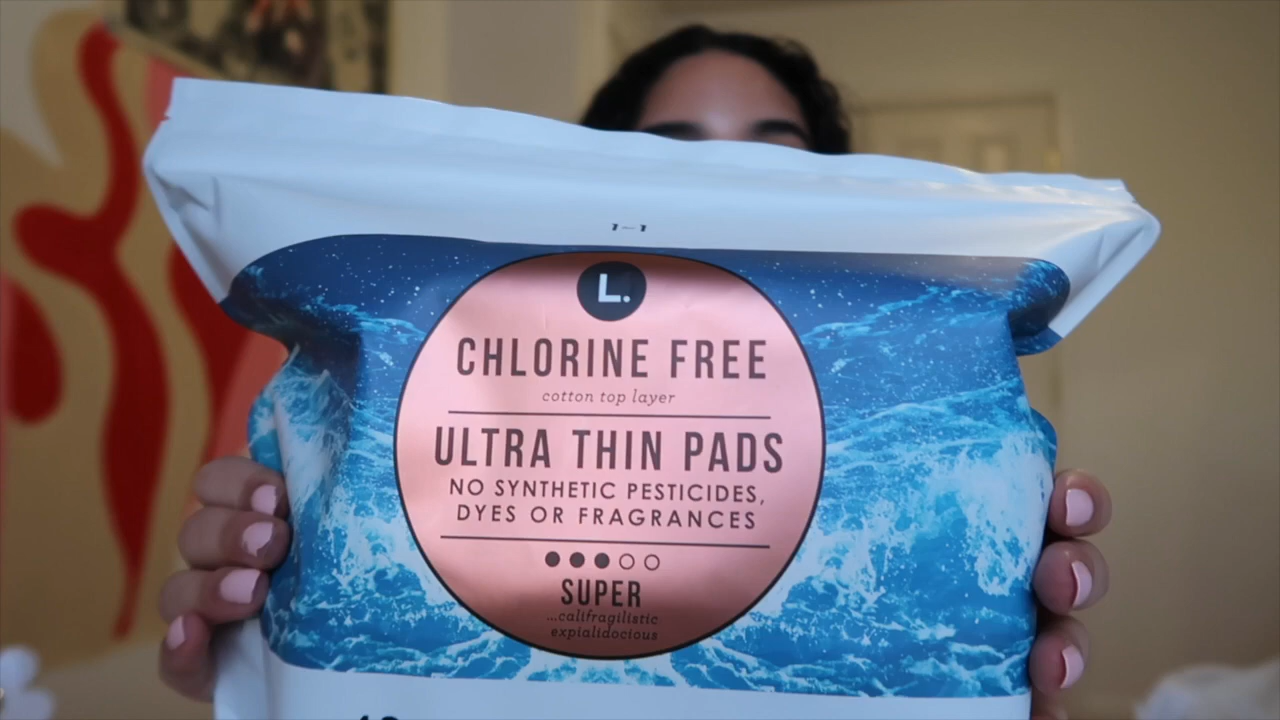 L.
CHLORINE FREE
cotton top layer
ULTRA THIN PADS
NO SYNTHETIC PESTICIDES,
DYES OR FRAGRANCES
SUPER
...califragilistic
expialidocious